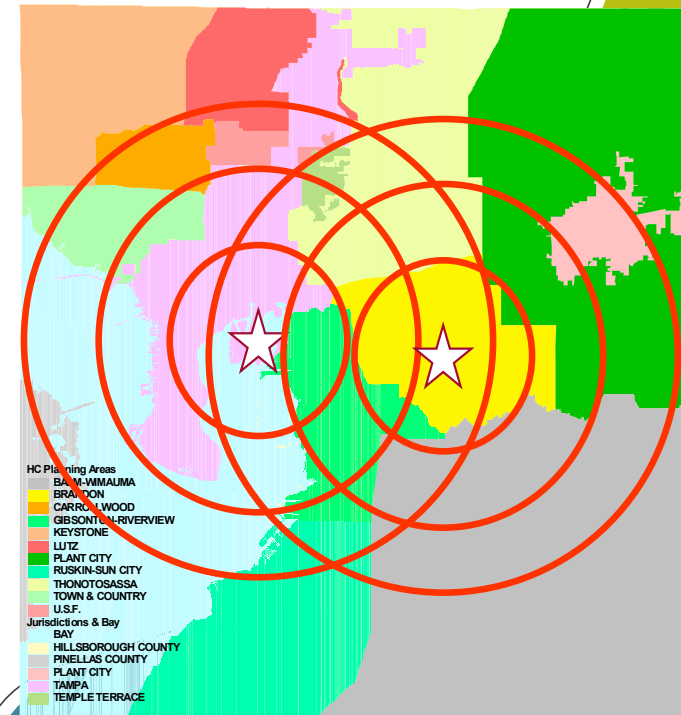 HC Planning Areas
BALM-WIMAUMA
BRANDON
CARROLWOOD
GIBSONTON-RIVERVIEW
KEYSTONE
LUTZ
PLANT CITY
RUSKIN-SUN CITY
THONOTOSASSA
TOWN & COUNTRY
U.S.F.
Jurisdictions & Bay
BAY
HILLSBOROUGH COUNTY
PINELLAS COUNTY
PLANT CITY
TAMPA
TEMPLE TERRACE